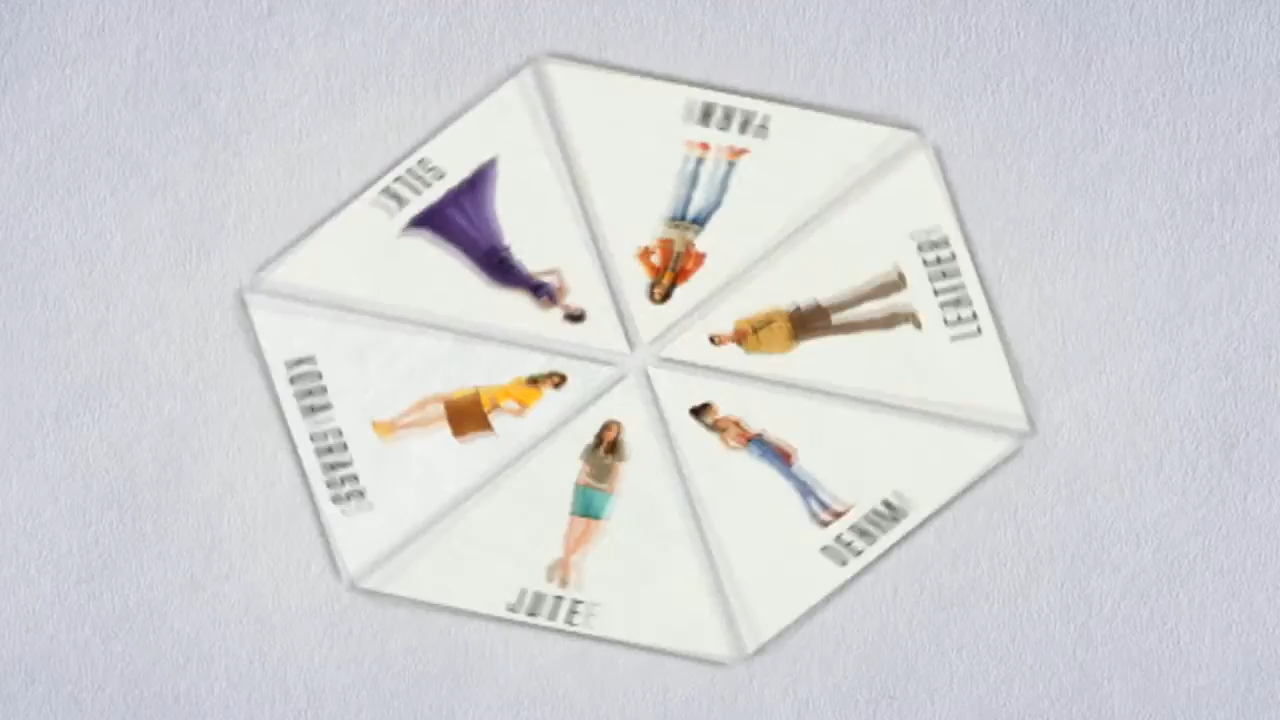 YARN
LEATHER
DENIM
JUTE
KORA GRASS
SILK